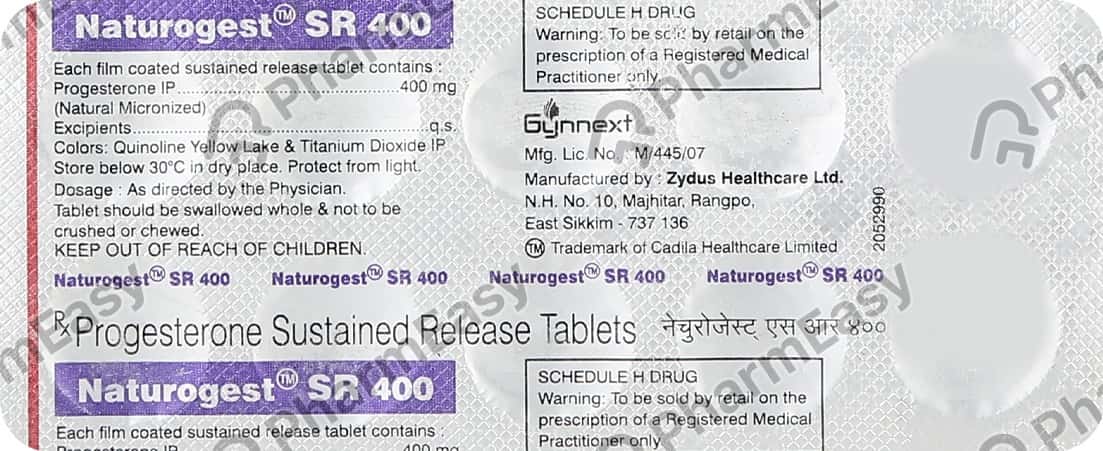 Naturogest™ SR 400
Each film coated sustained release tablet contains :
Progesterone IP........................................400 mg
(Natural Micronized)
Excipients.....................................................q.s.
Colors: Quinoline Yellow Lake & Titanium Dioxide IP
Store below 30°C in dry place. Protect from light.
Dosage : As directed by the Physician.
Tablet should be swallowed whole & not to be
crushed or chewed.
KEEP OUT OF REACH OF CHILDREN.
SCHEDULE H DRUG
Warning: To be sold by retail on the
prescription of a Registered Medical
Practitioner only.
Gynnext
Mfg. Lic. No. : M/445/07
Manufactured by : Zydus Healthcare Ltd.
N.H. No. 10, Majhitar, Rangpo,
East Sikkim - 737 136
™ Trademark of Cadila Healthcare Limited
2052990
Naturogest™ SR 400 Naturogest™ SR 400 Naturogest™ SR 400 Naturogest™ SR 400
Rx Progesterone Sustained Release Tablets नेचुरोजेस्ट् एस आर ४००
Naturogest™ SR 400
Each film coated sustained release tablet contains :
Progesterone IP 400 mg
SCHEDULE H DRUG
Warning: To be sold by retail on the
prescription of a Registered Medical
Practitioner only.
PharmEasy
PharmEasy
PharmEasy